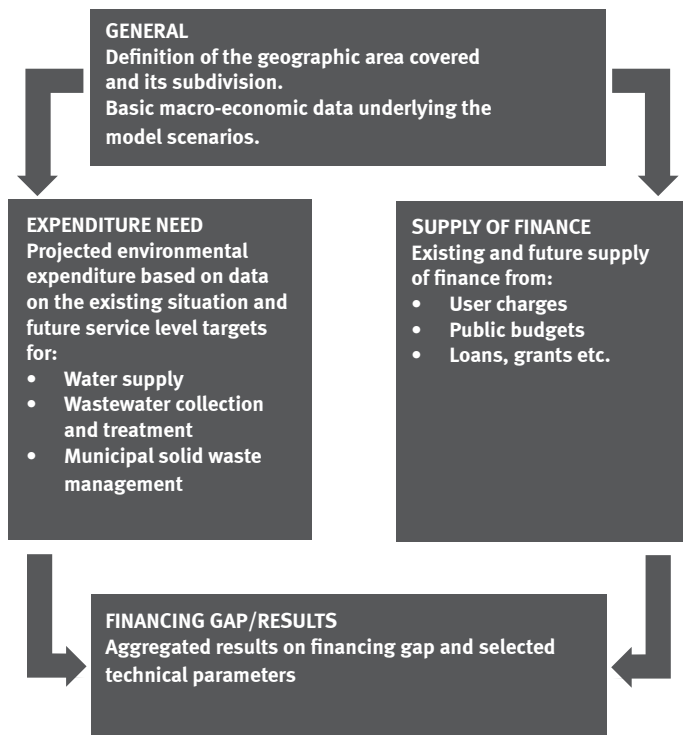 GENERAL
Definition of the geographic area covered
and its subdivision.
Basic macro-economic data underlying the
model scenarios.
EXPENDITURE NEED
Projected environmental
expenditure based on data
on the existing situation and
future service level targets
for:
• Water supply
• Wastewater collection
and treatment
• Municipal solid waste
management
SUPPLY OF FINANCE
Existing and future supply
of finance from:
• User charges
• Public budgets
• Loans, grants etc.
FINANCING GAP/RESULTS
Aggregated results on financing gap and selected
technical parameters